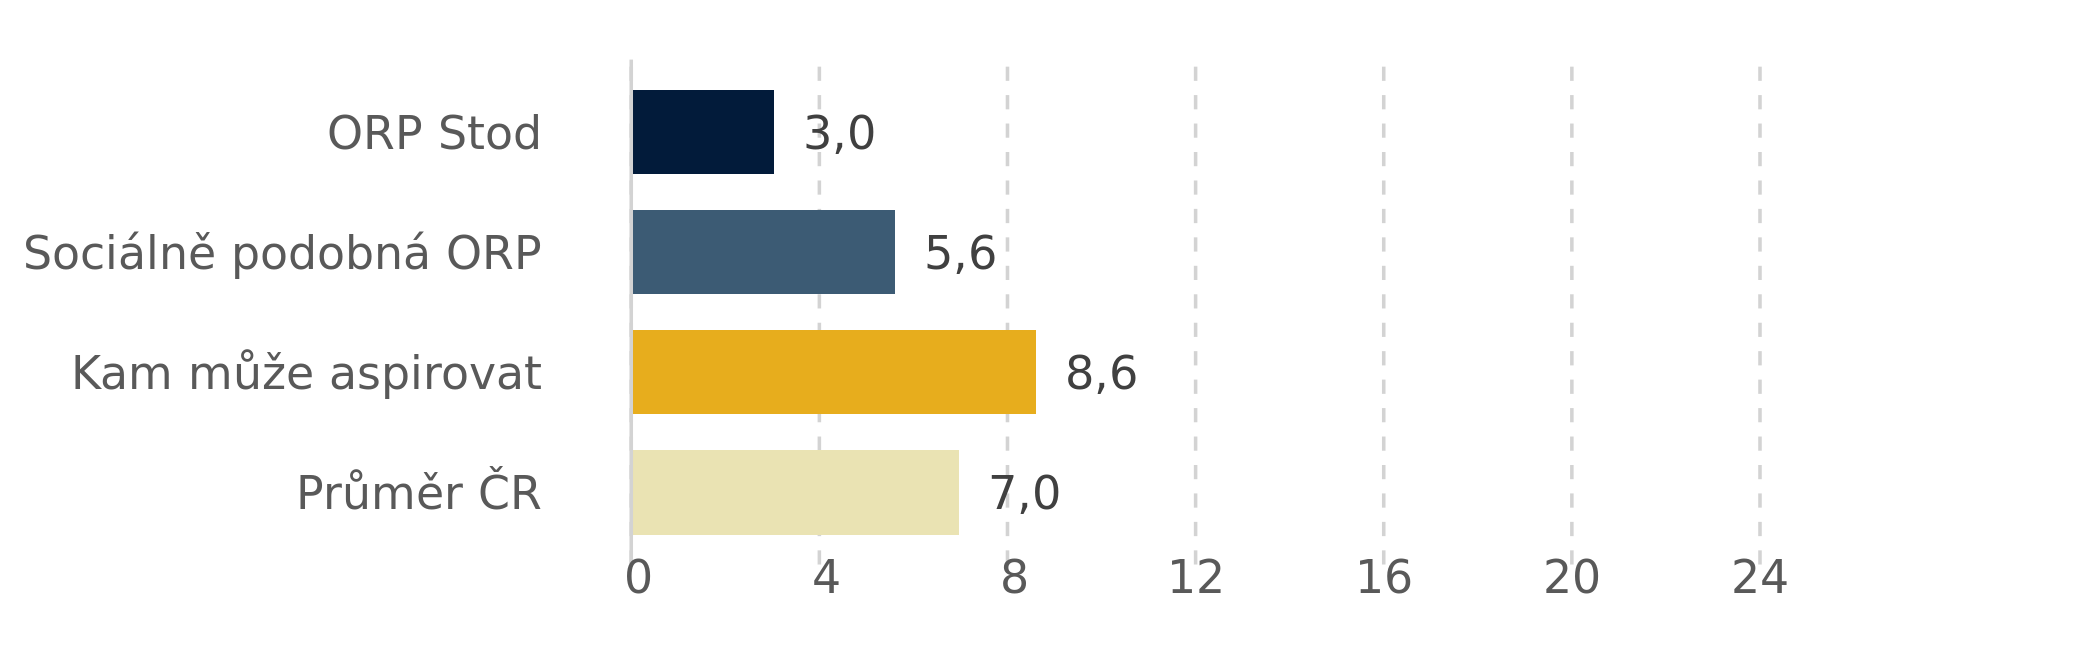 ORP Stod 3,0
Sociálně podobná ORP 5,6
Kam může aspirovat 8,6
Průměr ČR 7,0
0 4 8 12 16 20 24